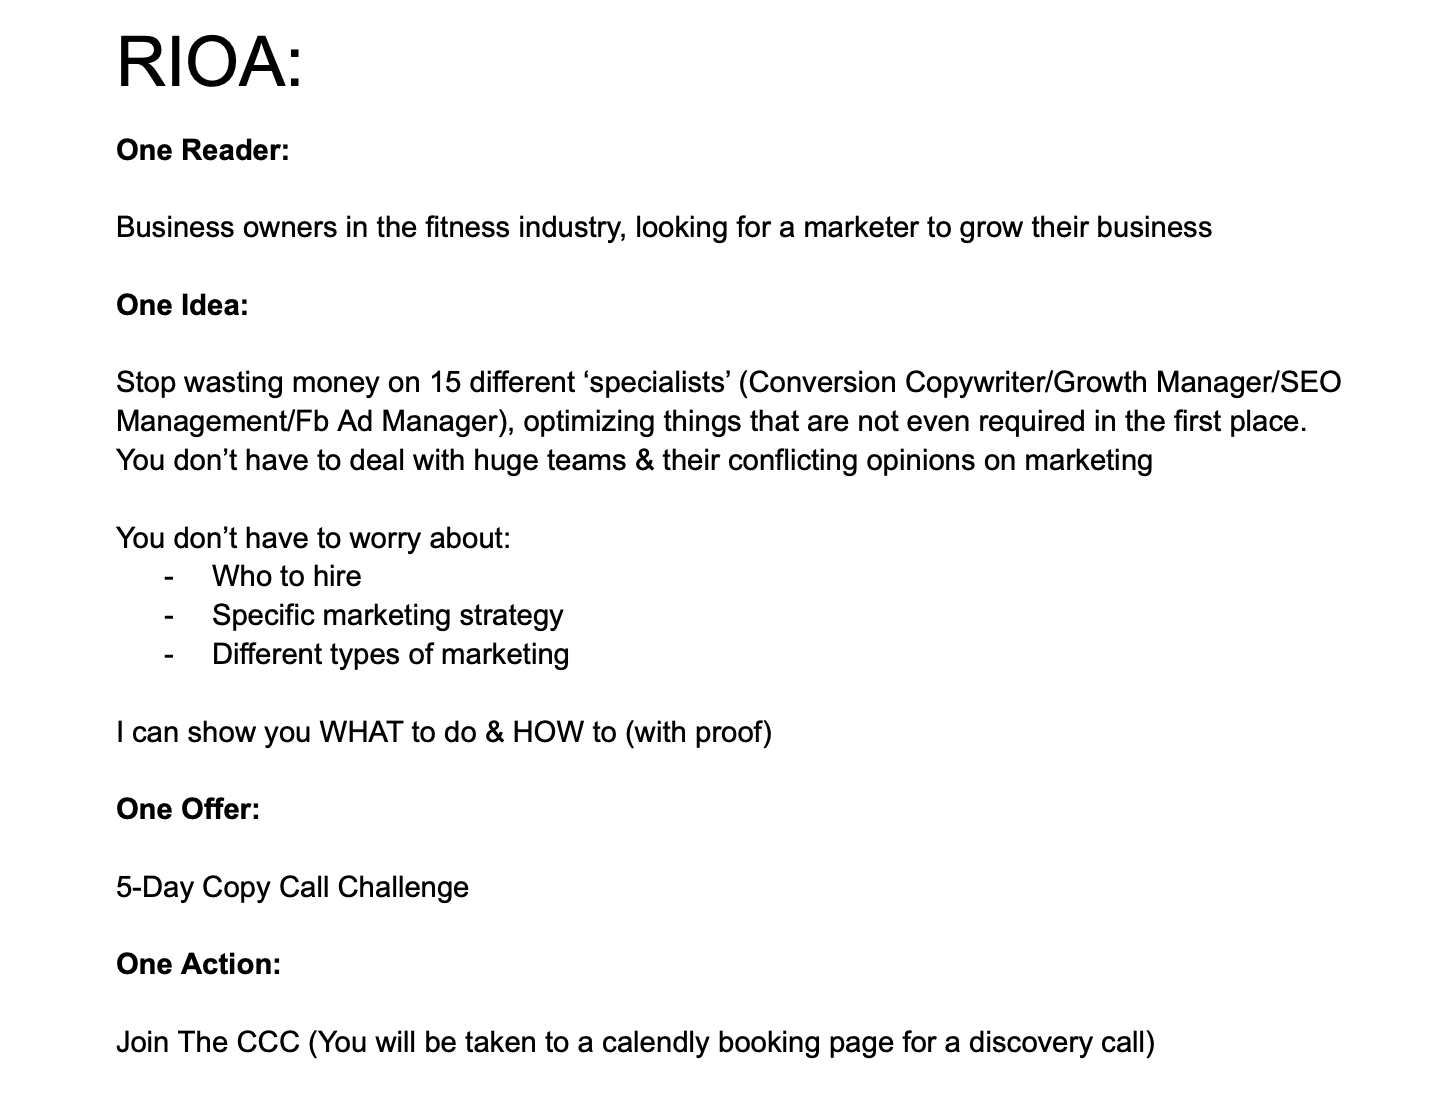 RIOA:
One Reader:
Business owners in the fitness industry, looking for a marketer to grow their business
One Idea:
Stop wasting money on 15 different ‘specialists’ (Conversion Copywriter/Growth Manager/SEO
Management/Fb Ad Manager), optimizing things that are not even required in the first place.
You don’t have to deal with huge teams & their conflicting opinions on marketing
You don’t have to worry about:
- Who to hire
- Specific marketing strategy
- Different types of marketing
I can show you WHAT to do & HOW to (with proof)
One Offer:
5-Day Copy Call Challenge
One Action:
Join The CCC (You will be taken to a calendly booking page for a discovery call)